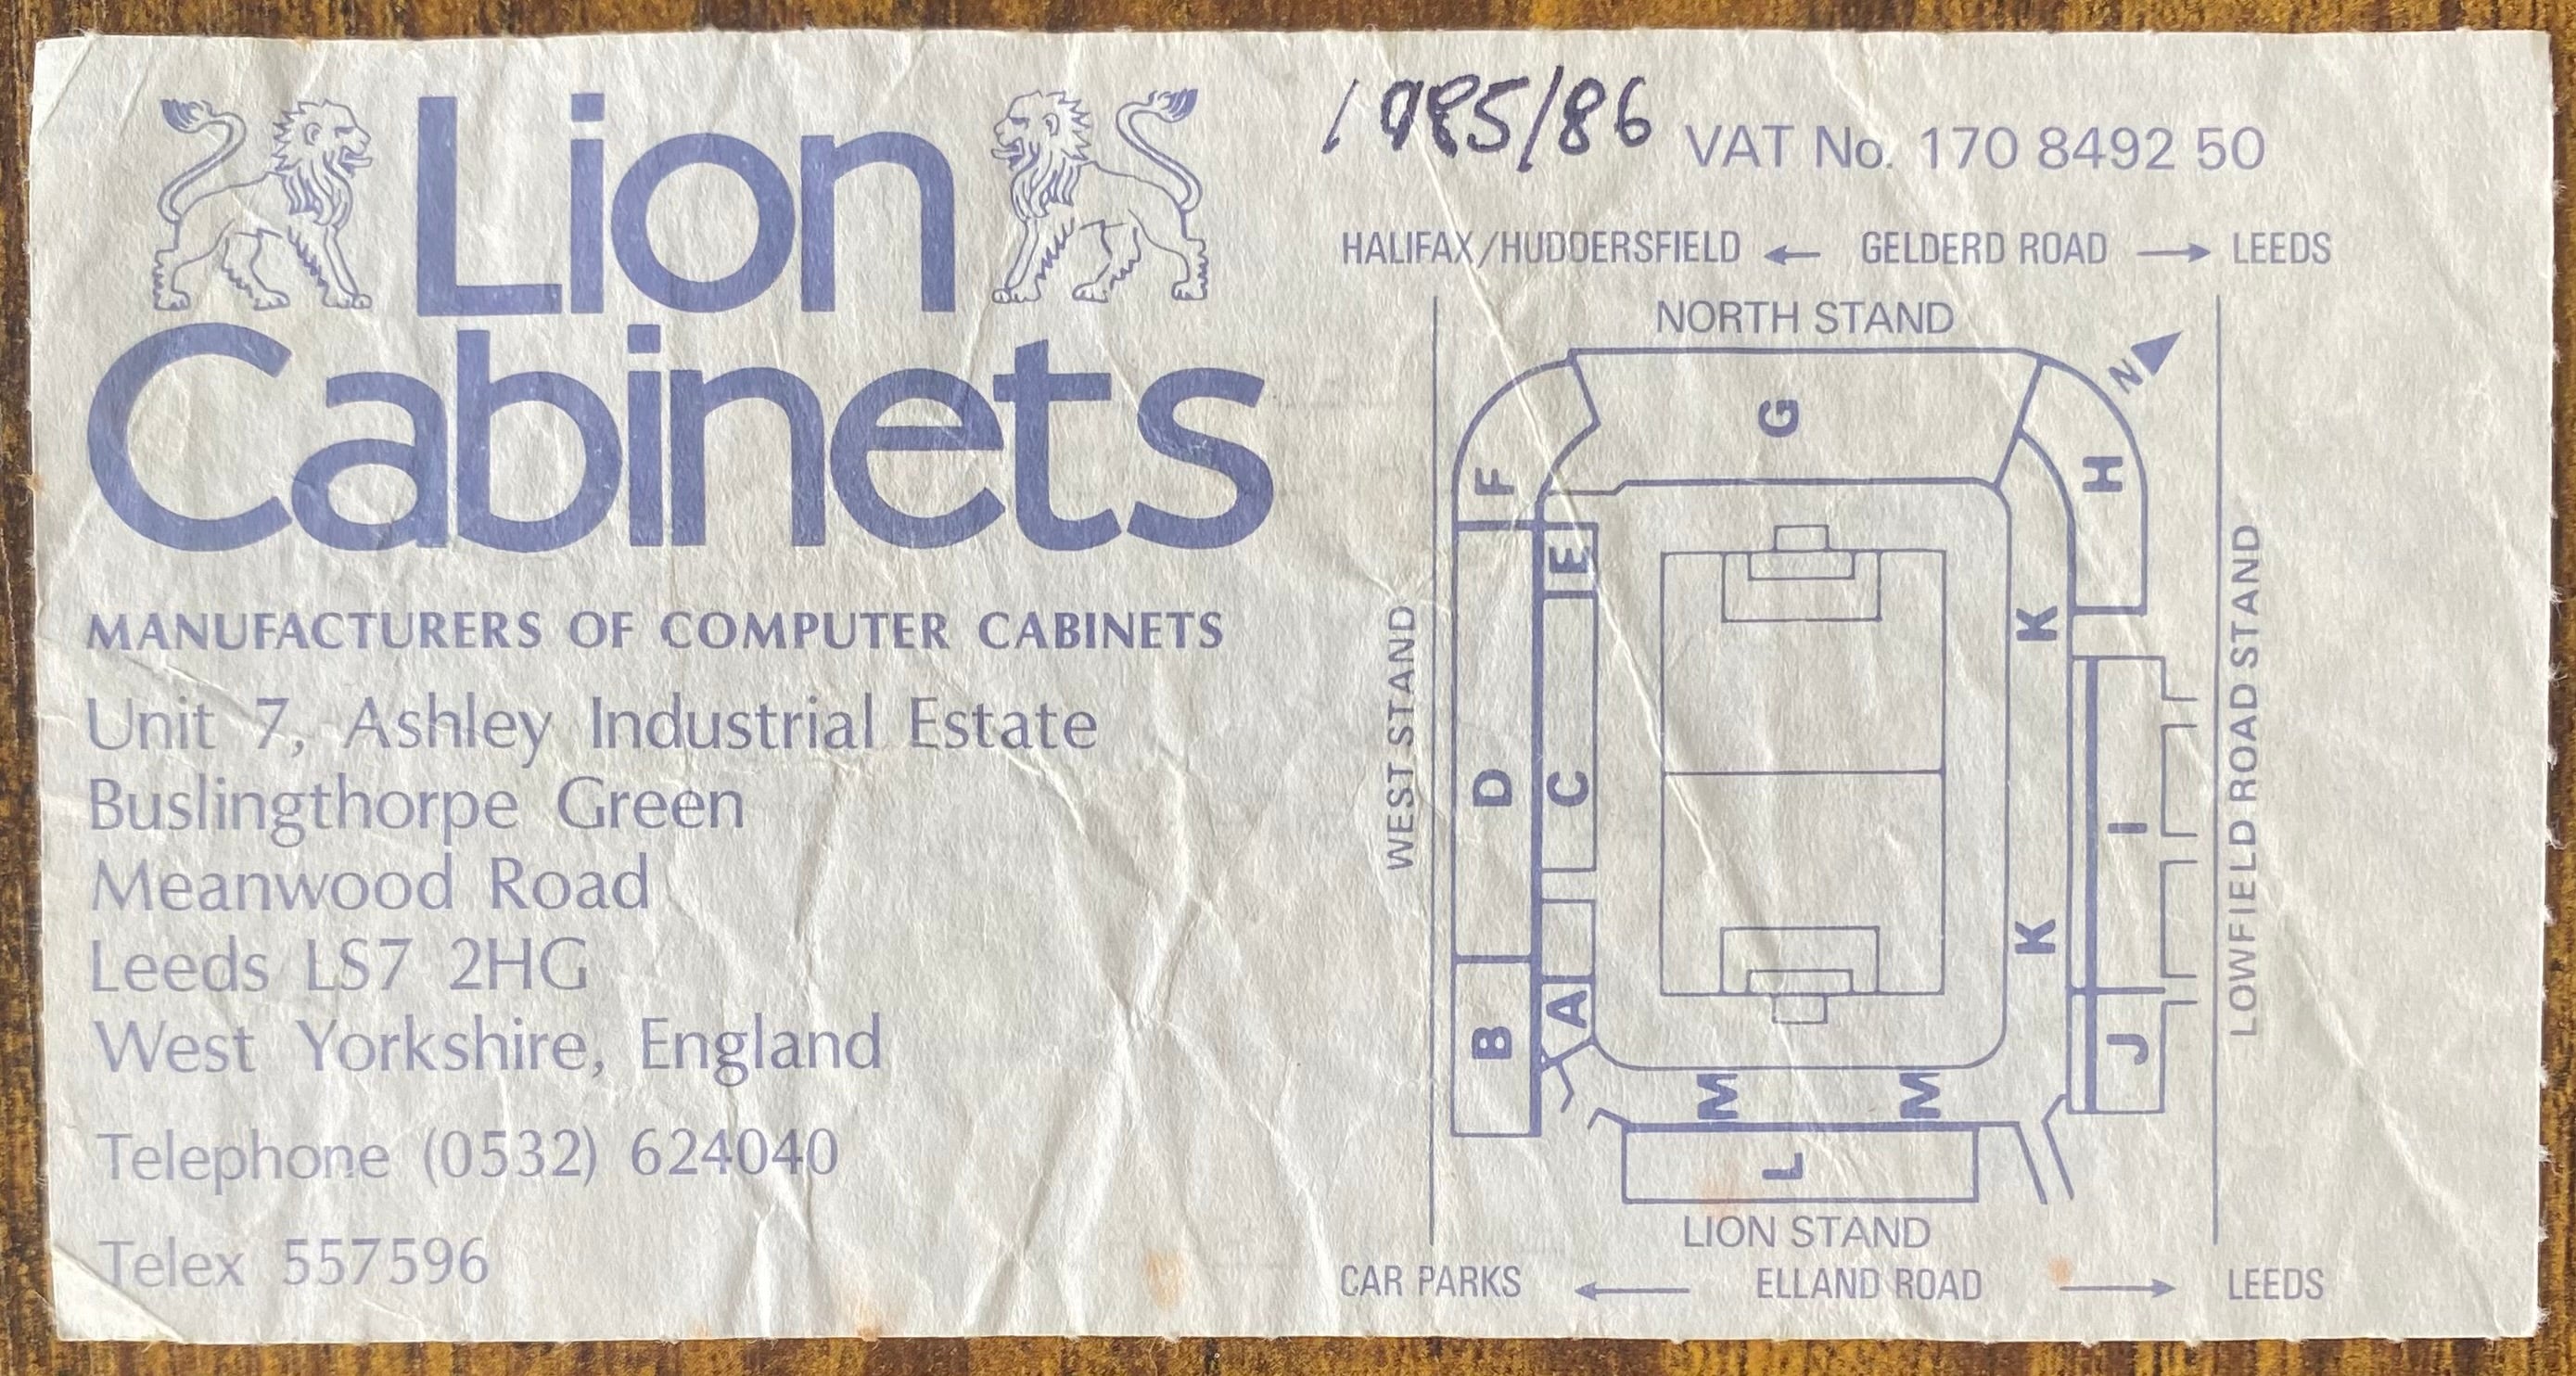 Lion
Cabinets
MANUFACTURERS OF COMPUTER CABINETS
Unit 7, Ashley Industrial Estate
Buslingthorpe Green
Meanwood Road
Leeds LS7 2HG
West Yorkshire, England
Telephone (0532) 624040
Telex 557596
1985/86
VAT No. 170 8492 50
HALIFAX/HUDDERSFIELD ← GELDERD ROAD → LEEDS
NORTH STAND
N
G
F
H
E
K
WEST STAND
D
C
I
LOWFIELD ROAD STAND
K
A
B
J
M M
L
LION STAND
CAR PARKS ← ELLAND ROAD → LEEDS